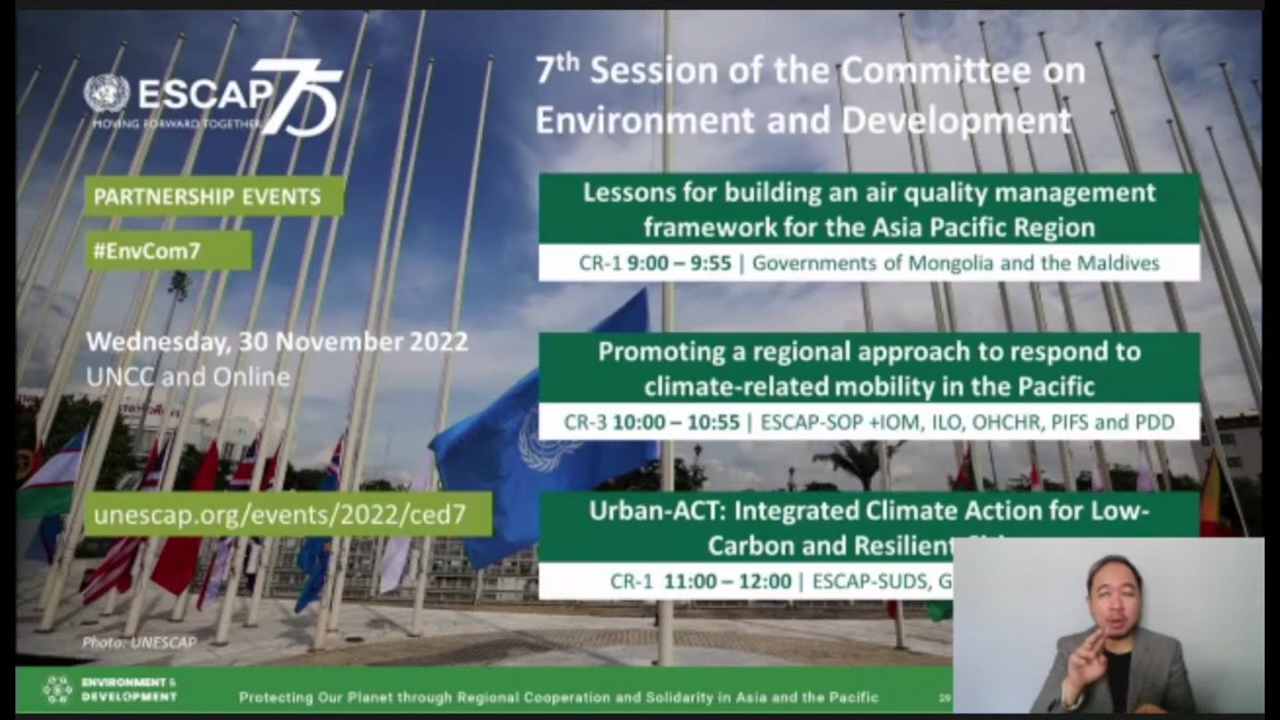 ESCAP 75
MOVING FORWARD TOGETHER
7th Session of the Committee on
Environment and Development
PARTNERSHIP EVENTS
#EnvCom7
Wednesday, 30 November 2022
UNCC and Online
unescap.org/events/2022/ced7
Lessons for building an air quality management
framework for the Asia Pacific Region
CR-1 9:00 – 9:55 | Governments of Mongolia and the Maldives
Promoting a regional approach to respond to
climate-related mobility in the Pacific
CR-3 10:00 – 10:55 | ESCAP-SOP +IOM, ILO, OHCHR, PIFS and PDD
Urban-ACT: Integrated Climate Action for Low-
Carbon and Resilient
CR-1 11:00 – 12:00 | ESCAP-SUDS,
Photo: UNESCAP
ENVIRONMENT &
DEVELOPMENT
Protecting Our Planet through Regional Cooperation and Solidarity in Asia and the Pacific